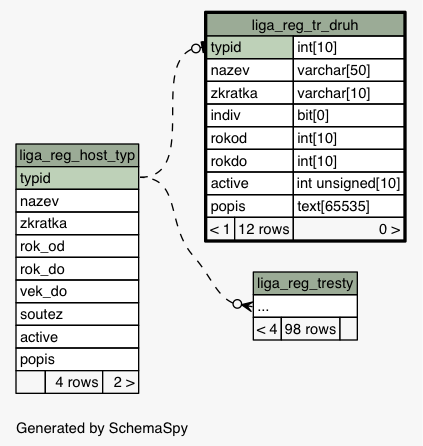 liga_reg_tr_druh
typid int[10]
nazev varchar[50]
zkratka varchar[10]
indiv bit[0]
rokod int[10]
rokdo int[10]
active int unsigned[10]
popis text[65535]
< 1 12 rows 0 >
liga_reg_host_typ
typid
nazev
zkratka
rok_od
rok_do
vek_do
soutez
active
popis
4 rows 2 >
liga_reg_tresty
...
< 4 98 rows
Generated by SchemaSpy